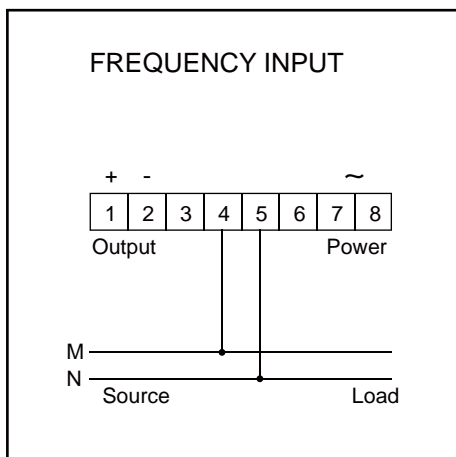 FREQUENCY INPUT
+ - ~
1 2 3 4 5 6 7 8
Output Power
M
N
Source Load